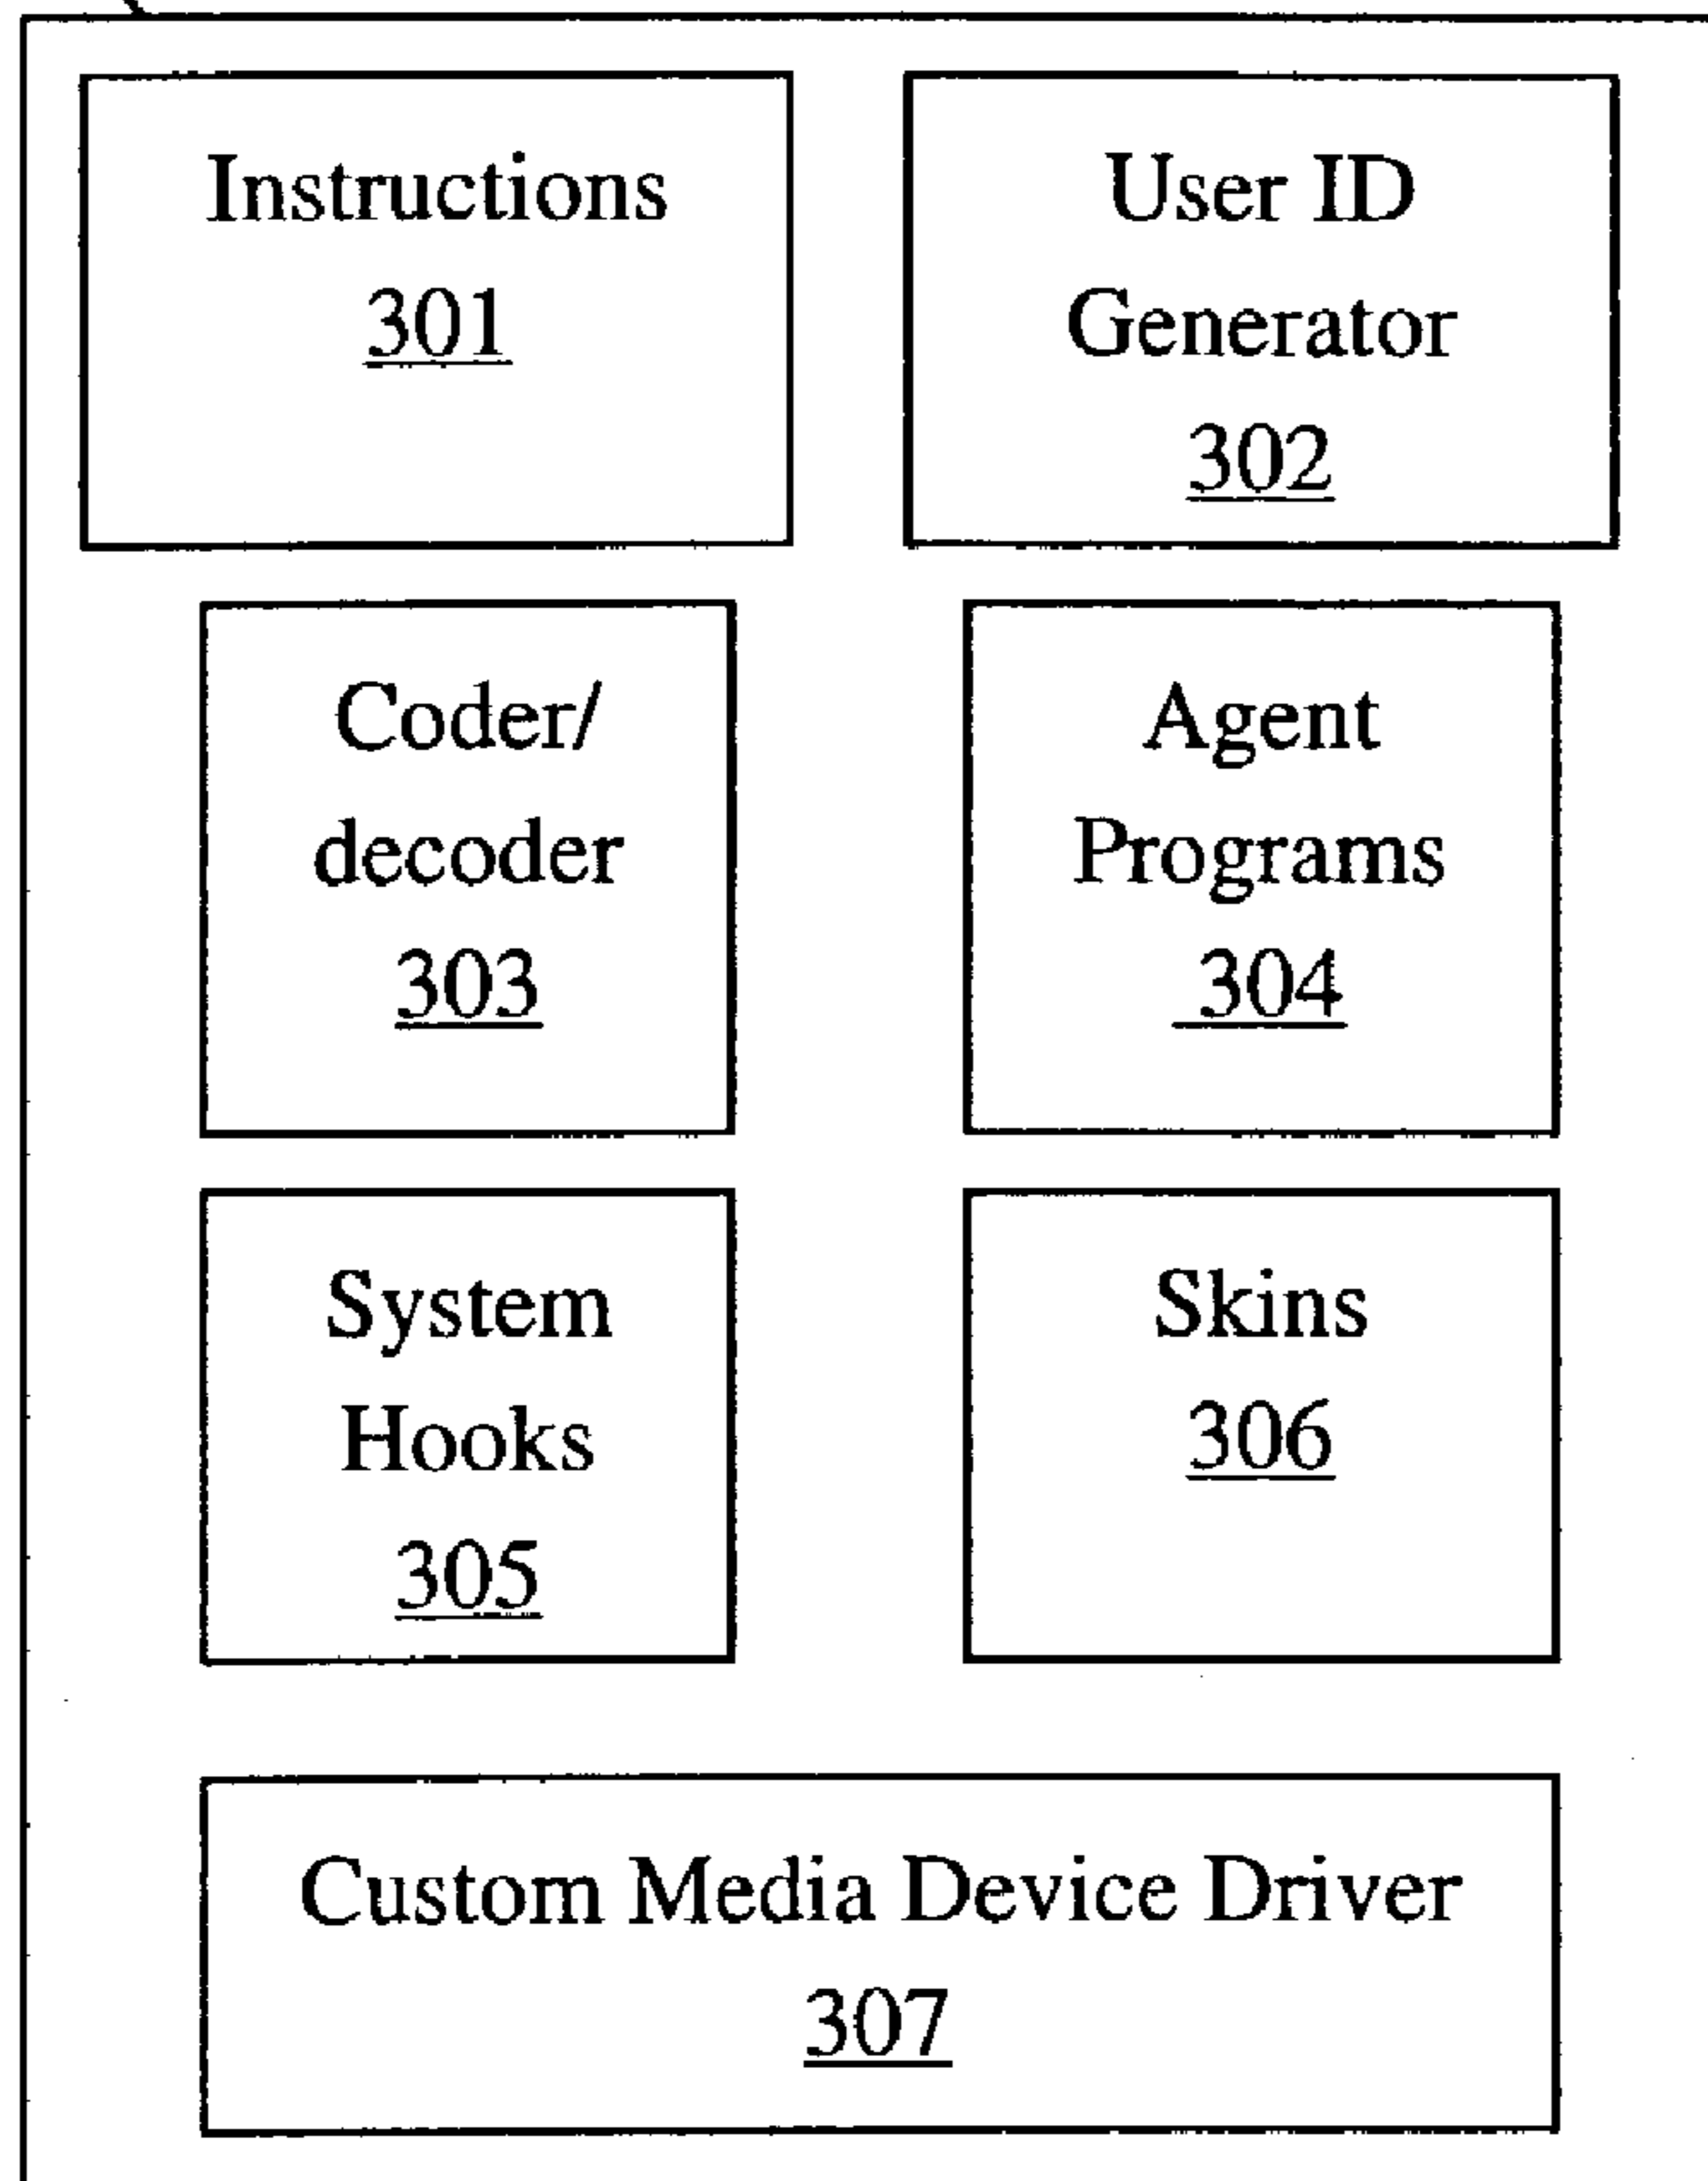 Instructions
301
User ID
Generator
302
Coder/
decoder
303
Agent
Programs
304
System
Hooks
305
Skins
306
Custom Media Device Driver
307